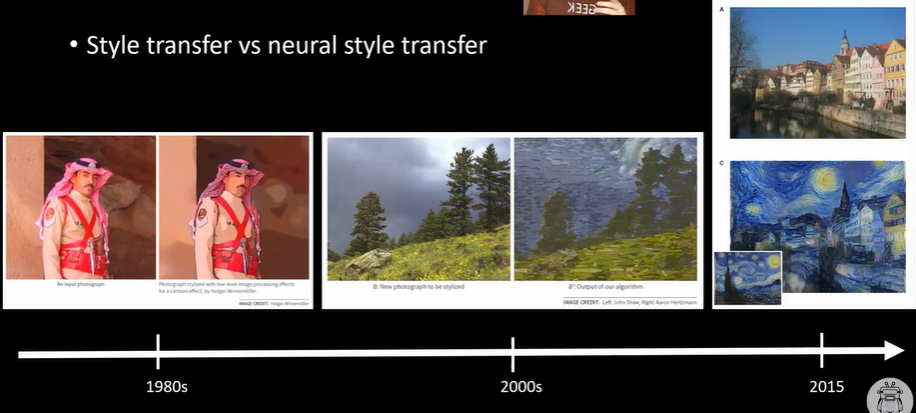 GEEK
• Style transfer vs neural style transfer
A
An input photograph
Photograph stylized with low-level image processing effects
for a cartoon effect, by Holger Winnemöller.
IMAGE CREDIT: Holger Winnemöller
B: New photograph to be stylized
B': Output of our algorithm
IMAGE CREDIT: Left: John Shaw, Right: Aaron Hertzmann
C
1980s
2000s
2015